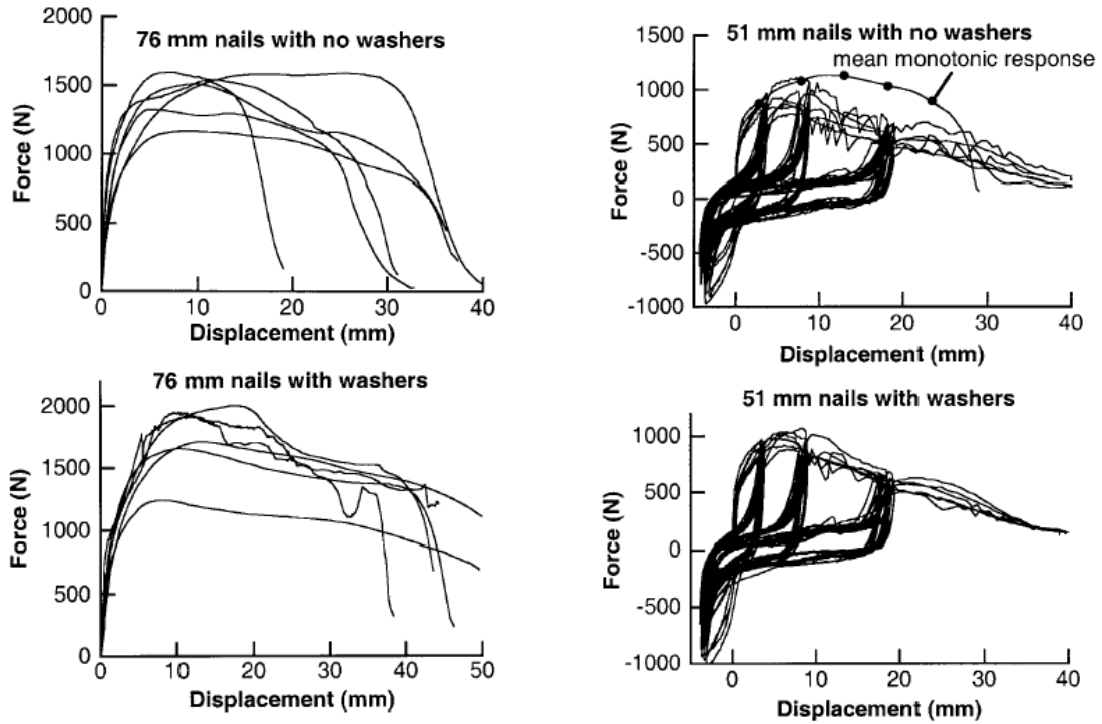 76 mm nails with no washers
2000
1500
1000
500
0
Force (N)
0 10 20 30 40
Displacement (mm)
51 mm nails with no washers
mean monotonic response
1500
1000
500
0
-500
-1000
Force (N)
0 10 20 30 40
Displacement (mm)
76 mm nails with washers
2000
1500
1000
500
0
Force (N)
0 10 20 30 40 50
Displacement (mm)
51 mm nails with washers
1000
500
0
-500
-1000
Force (N)
0 10 20 30 40
Displacement (mm)